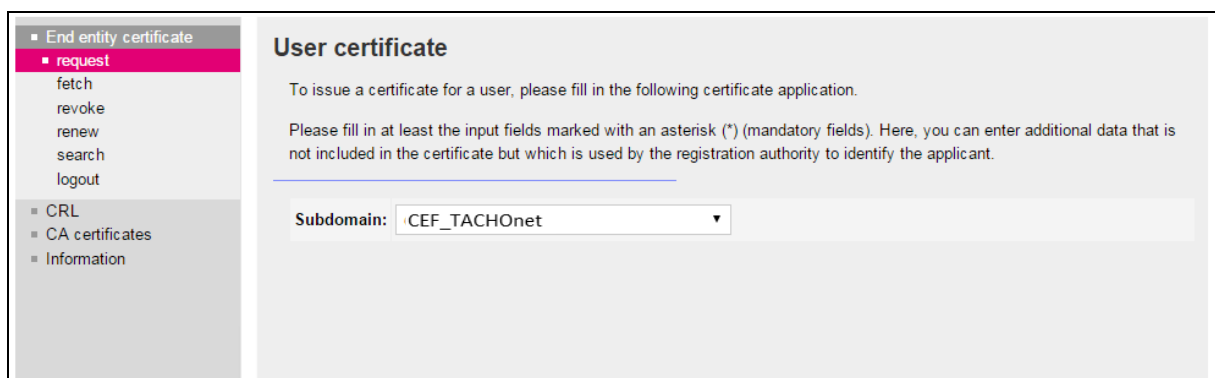 End entity certificate
request
fetch
revoke
renew
search
logout
CRL
CA certificates
Information
User certificate
To issue a certificate for a user, please fill in the following certificate application.
Please fill in at least the input fields marked with an asterisk (*) (mandatory fields). Here, you can enter additional data that is
not included in the certificate but which is used by the registration authority to identify the applicant.
Subdomain: CEF_TACHOnet